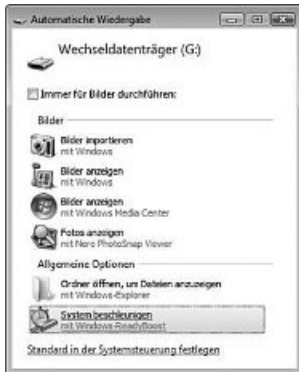 Automatische Wiedergabe
Wechseldatenträger (G:)
Immer für Bilder durchführen:
Bilder
Bilder importieren
mit Windows
Bilder anzeigen
mit Windows
Bilder anzeigen
mit Windows Media Center
Fotos anzeigen
mit Nero PhotoSnap Viewer
Allgemeine Optionen
Ordner öffnen, um Dateien anzuzeigen
mit Windows-Explorer
System beschleunigen
mit Windows-ReadyBoost
Standard in der Systemsteuerung festlegen